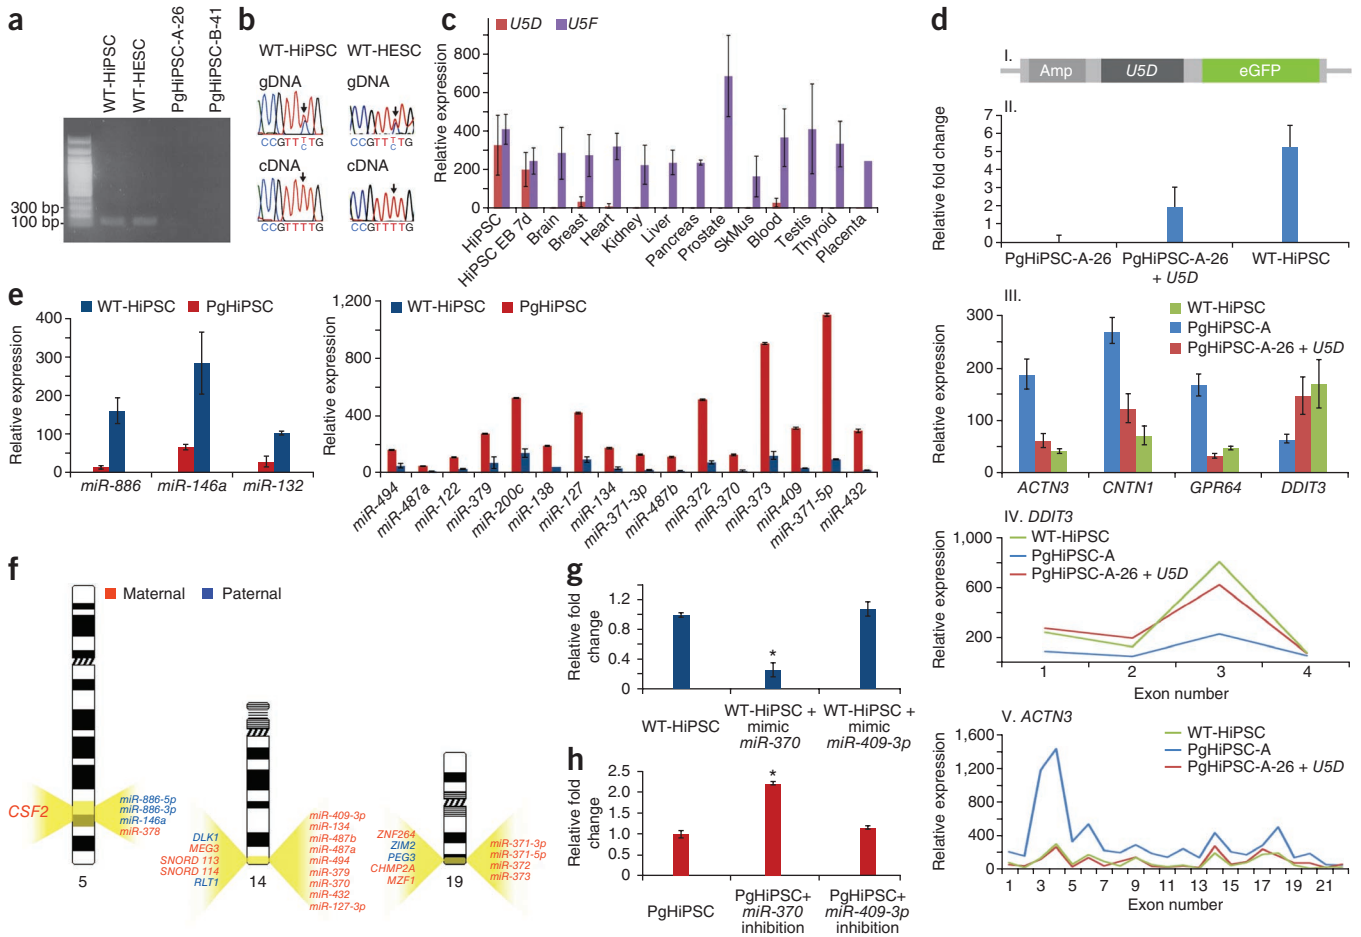 a
WT-HiPSC
WT-HESC
PgHiPSC-A-26
PgHiPSC-B-41
300 bp
100 bp
b
WT-HiPSC
WT-HESC
gDNA
gDNA
CCGTTTTG
C
CCGTTTTG
C
cDNA
cDNA
CCGTTTTG
CCGTTTTG
c
U5D
U5F
Relative expression
800
600
400
200
0
HiPSC
HiPSC EB 7d
Brain
Breast
Heart
Kidney
Liver
Pancreas
Prostate
SkMus
Blood
Testis
Thyroid
Placenta
d
I.
Amp
U5D
eGFP
II.
Relative fold change
7
6
5
4
3
2
1
0
PgHiPSC-A-26
PgHiPSC-A-26
+ U5D
WT-HiPSC
III.
WT-HiPSC
PgHiPSC-A
PgHiPSC-A-26 + U5D
Relative expression
300
200
100
0
ACTN3
CNTN1
GPR64
DDIT3
IV. DDIT3
WT-HiPSC
PgHiPSC-A
PgHiPSC-A-26 + U5D
Relative expression
1,000
600
200
1
2
3
4
Exon number
V. ACTN3
WT-HiPSC
PgHiPSC-A
PgHiPSC-A-26 + U5D
Relative expression
1,600
1,200
800
400
0
1 3 5 7 9 11 13 15 17 19 21
Exon number
e
WT-HiPSC
PgHiPSC
Relative expression
400
300
200
100
0
miR-886
miR-146a
miR-132
WT-HiPSC
PgHiPSC
Relative expression
1,200
800
400
0
miR-494
miR-487a
miR-122
miR-379
miR-200c
miR-138
miR-127
miR-134
miR-371-3p
miR-487b
miR-372
miR-370
miR-373
miR-409
miR-371-5p
miR-432
f
Maternal
Paternal
CSF2
miR-886-5p
miR-886-3p
miR-146a
miR-378
5
DLK1
MEG3
SNORD 113
SNORD 114
RLT1
miR-409-3p
miR-134
miR-487b
miR-487a
miR-494
miR-379
miR-370
miR-432
miR-127-3p
14
ZNF264
ZIM2
PEG3
CHMP2A
MZF1
miR-371-3p
miR-371-5p
miR-372
miR-373
19
g
Relative fold
change
1.2
0.8
0.4
0
*
WT-HiPSC
WT-HiPSC +
mimic
miR-370
WT-HiPSC +
mimic
miR-409-3p
h
Relative fold
change
2.5
2.0
1.5
1.0
0.5
0
*
PgHiPSC
PgHiPSC+
miR-370
inhibition
PgHiPSC+
miR-409-3p
inhibition